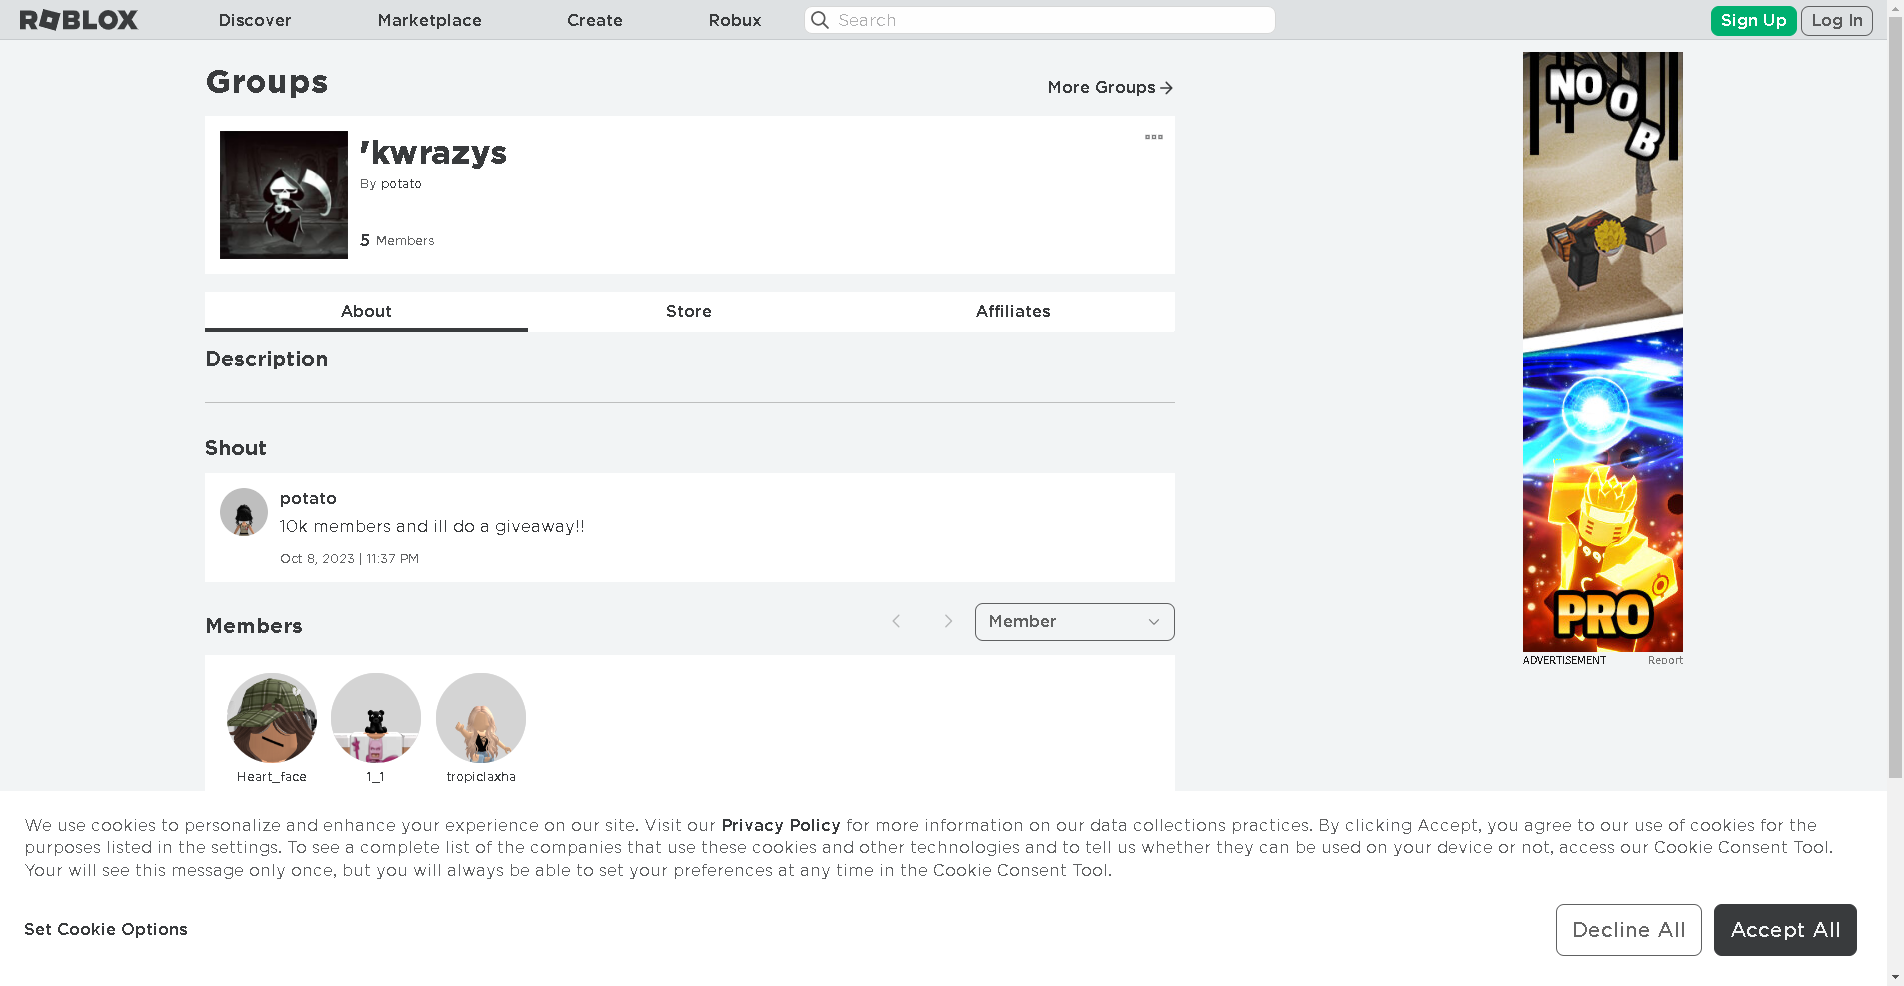 ROBLOX
Discover
Marketplace
Create
Robux
Search
Sign Up
Log In
Groups
More Groups
'kwrazys
By potato
5 Members
About
Store
Affiliates
Description
Shout
potato
10k members and ill do a giveaway!!
Oct 8, 2023 | 11:37 PM
Members
Member
Heart_face
1_1
tropiclaxha
NOOB
PRO
ADVERTISEMENT
Report
We use cookies to personalize and enhance your experience on our site. Visit our Privacy Policy for more information on our data collections practices. By clicking Accept, you agree to our use of cookies for the
purposes listed in the settings. To see a complete list of the companies that use these cookies and other technologies and to tell us whether they can be used on your device or not, access our Cookie Consent Tool.
Your will see this message only once, but you will always be able to set your preferences at any time in the Cookie Consent Tool.
Set Cookie Options
Decline All
Accept All